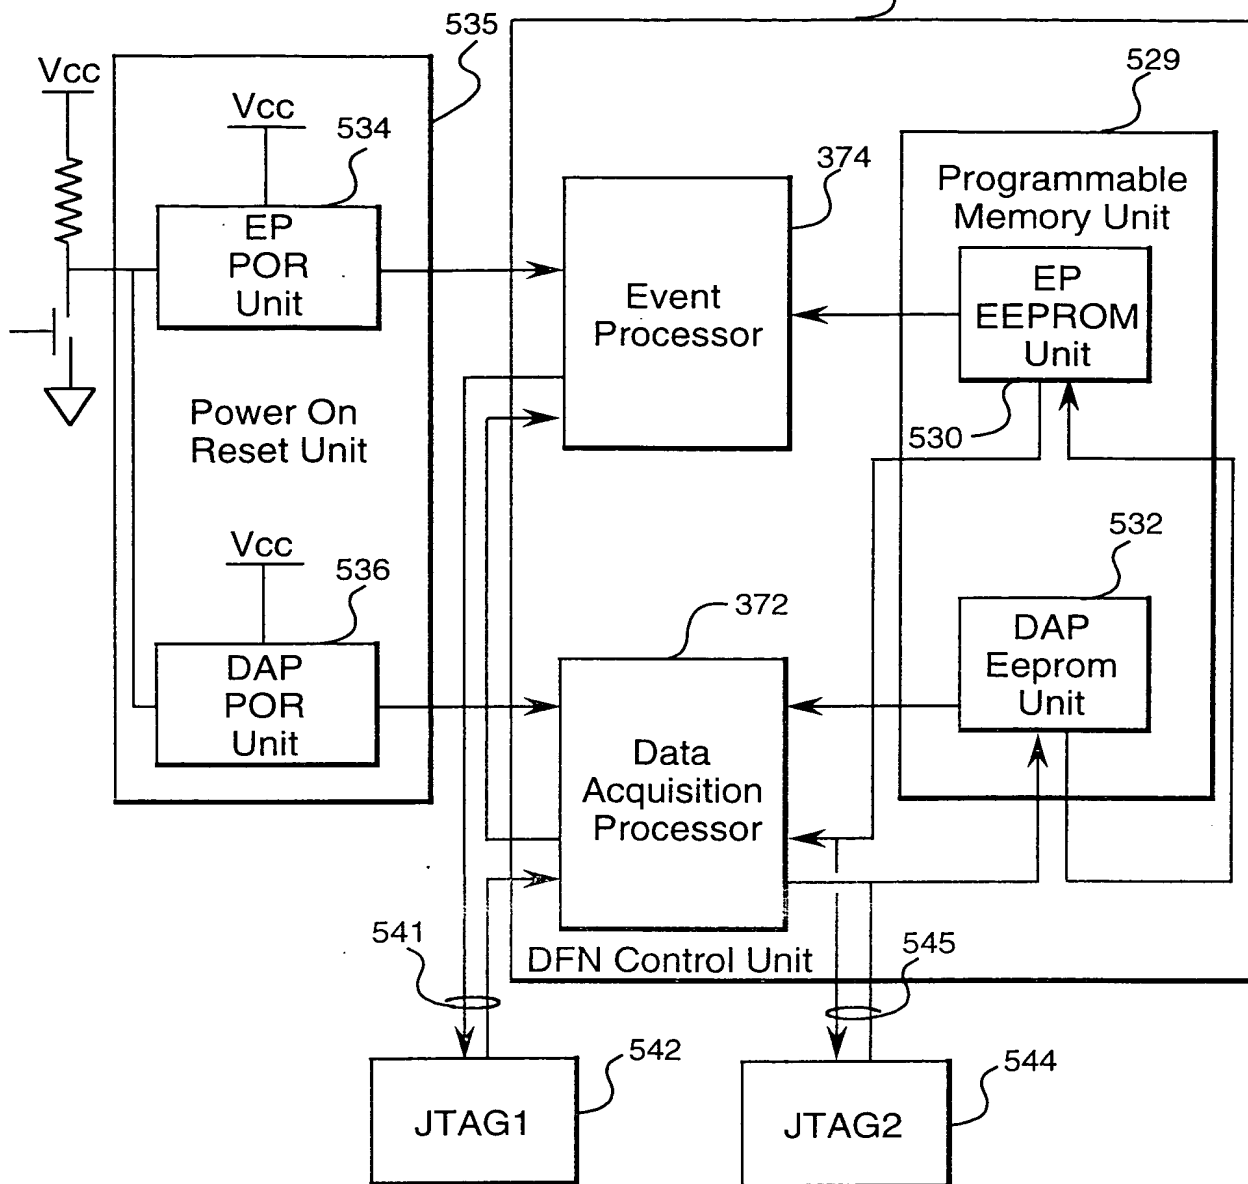 535
529
Vcc
Vcc
534
374
Programmable
Memory Unit
EP
POR
Unit
Event
Processor
EP
EEPROM
Unit
Power On
Reset Unit
530
532
Vcc
536
372
DAP
POR
Unit
DAP
Eeprom
Unit
Data
Acquisition
Processor
541
DFN Control Unit
545
542
544
JTAG1
JTAG2